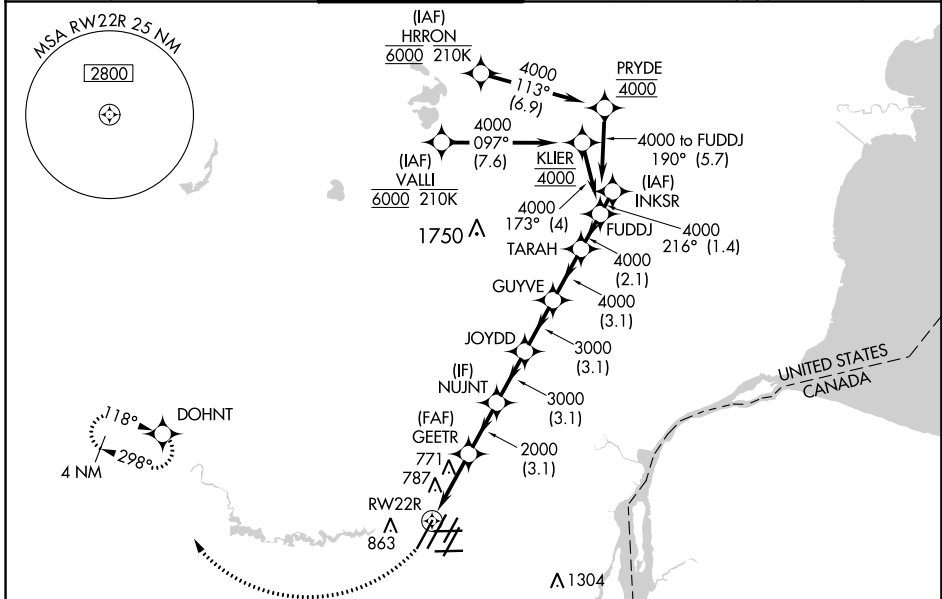 MSA RW22R 25 NM
2800
(IAF)
HRRON
6000 210K
4000
113°
(6.9)
PRYDE
4000
4000
097°
(7.6)
4000 to FUDDJ
190° (5.7)
(IAF)
VALLI
6000 210K
KLIER
4000
(IAF)
INKSR
4000
173° (4)
FUDDJ
4000
216° (1.4)
1750
TARAH
4000
(2.1)
GUYVE
4000
(3.1)
JOYDD
3000
(3.1)
(IF)
NUJNT
3000
(3.1)
UNITED STATES
CANADA
(FAF)
GEETR
2000
(3.1)
118°
DOHNT
298°
4 NM
771
787
RW22R
863
1304